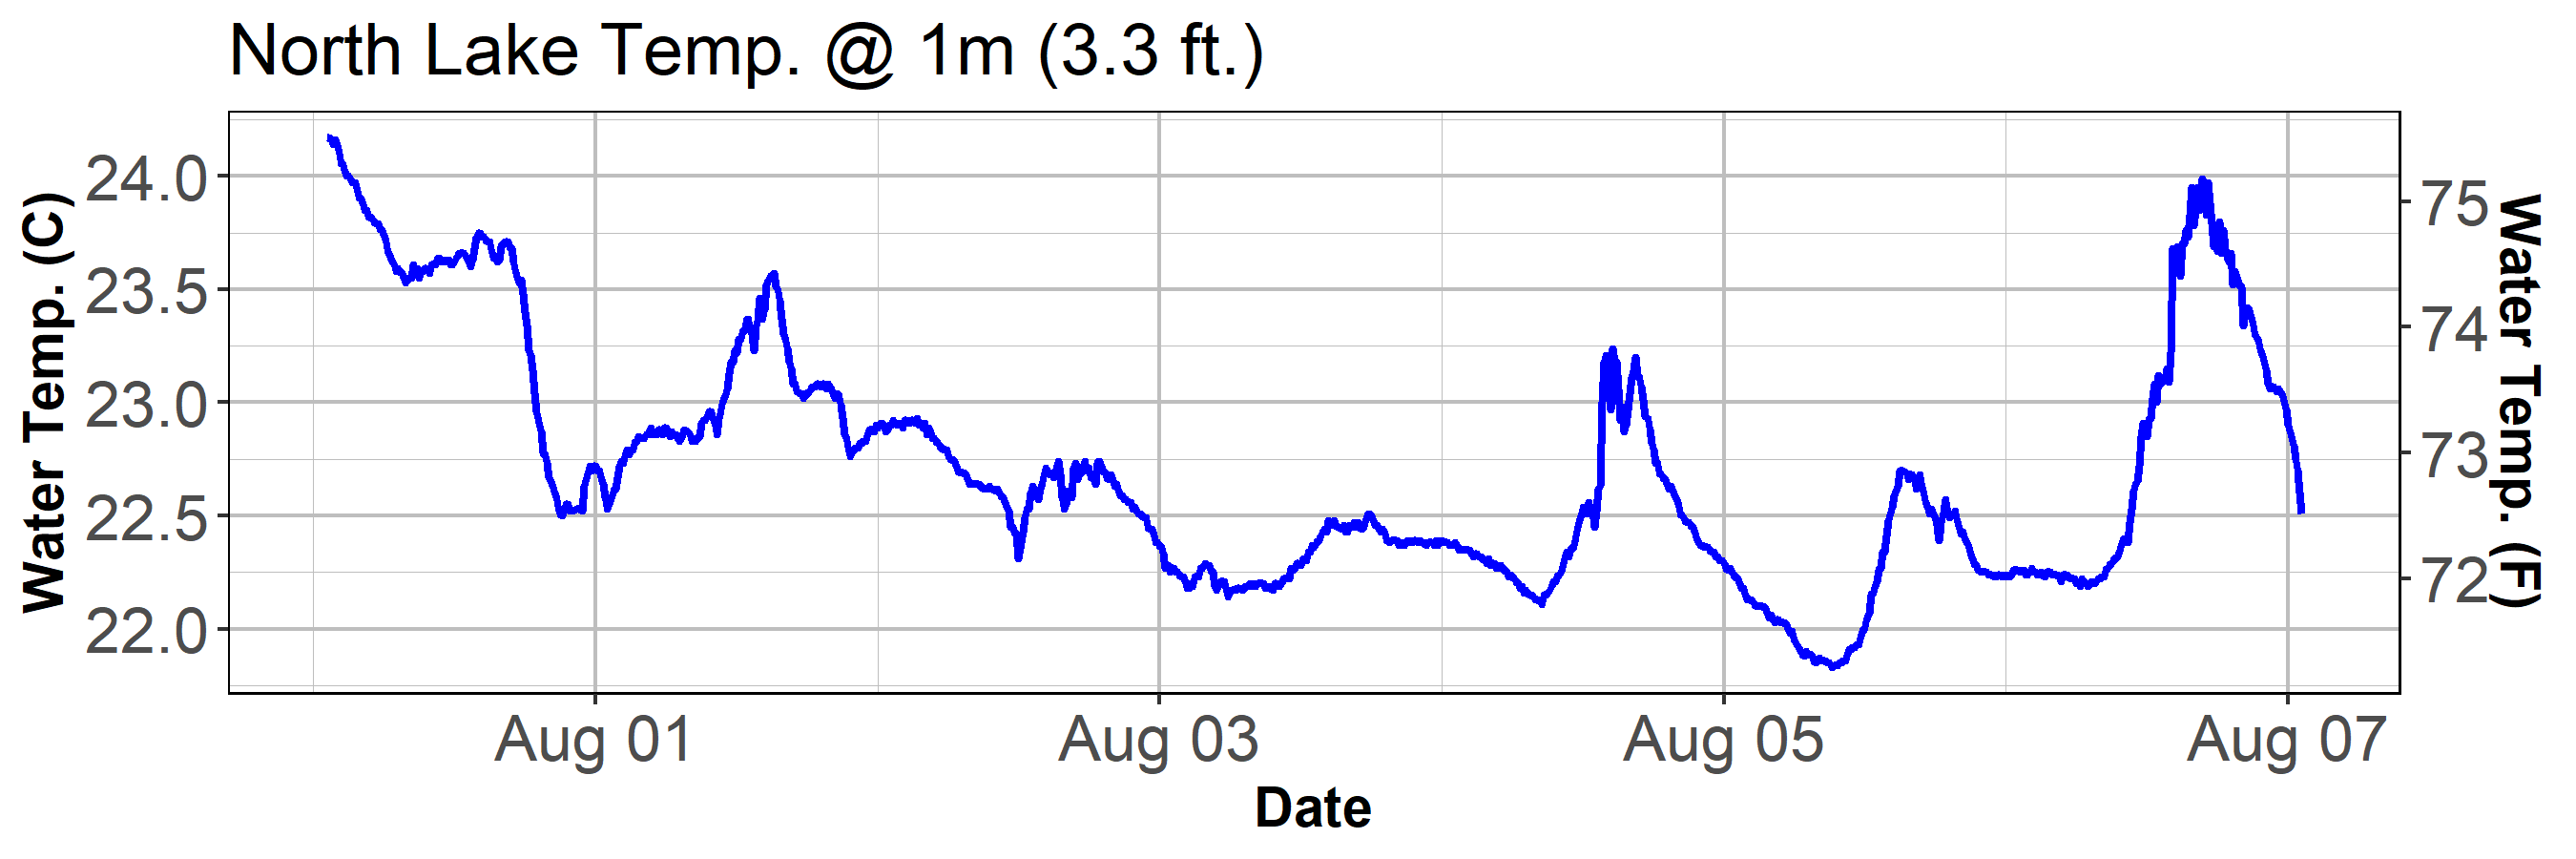 North Lake Temp. @ 1m (3.3 ft.)
Water Temp. (C)
24.0
23.5
23.0
22.5
22.0
75
74
73
72
Water Temp. (F)
Aug 01 Aug 03 Aug 05 Aug 07
Date